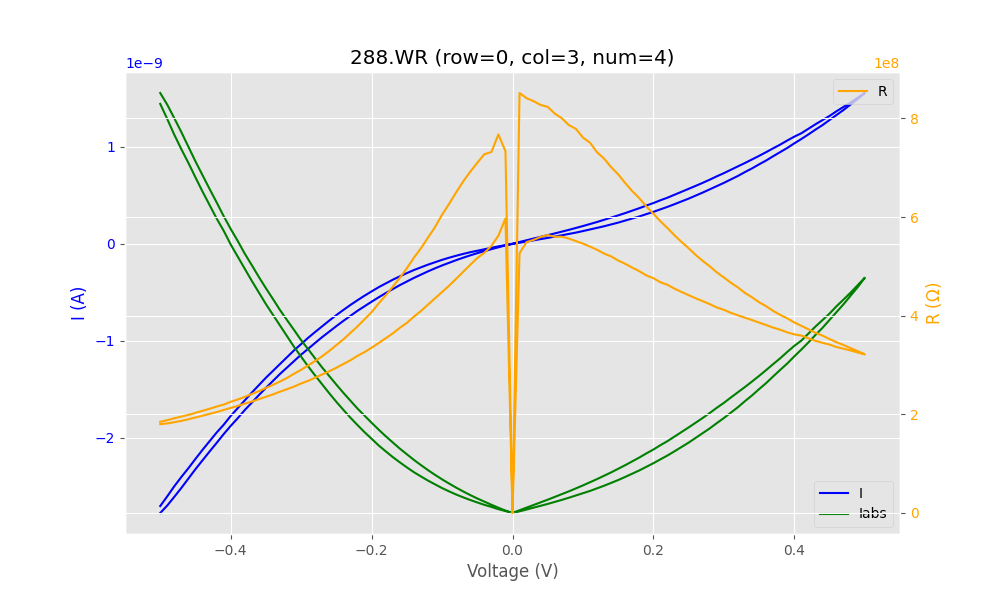 288.WR (row=0, col=3, num=4)
1e−9
1e8
R
1
0
−1
−2
8
6
4
2
0
I (A)
R (Ω)
I
Iabs
−0.4
−0.2
0.0
0.2
0.4
Voltage (V)